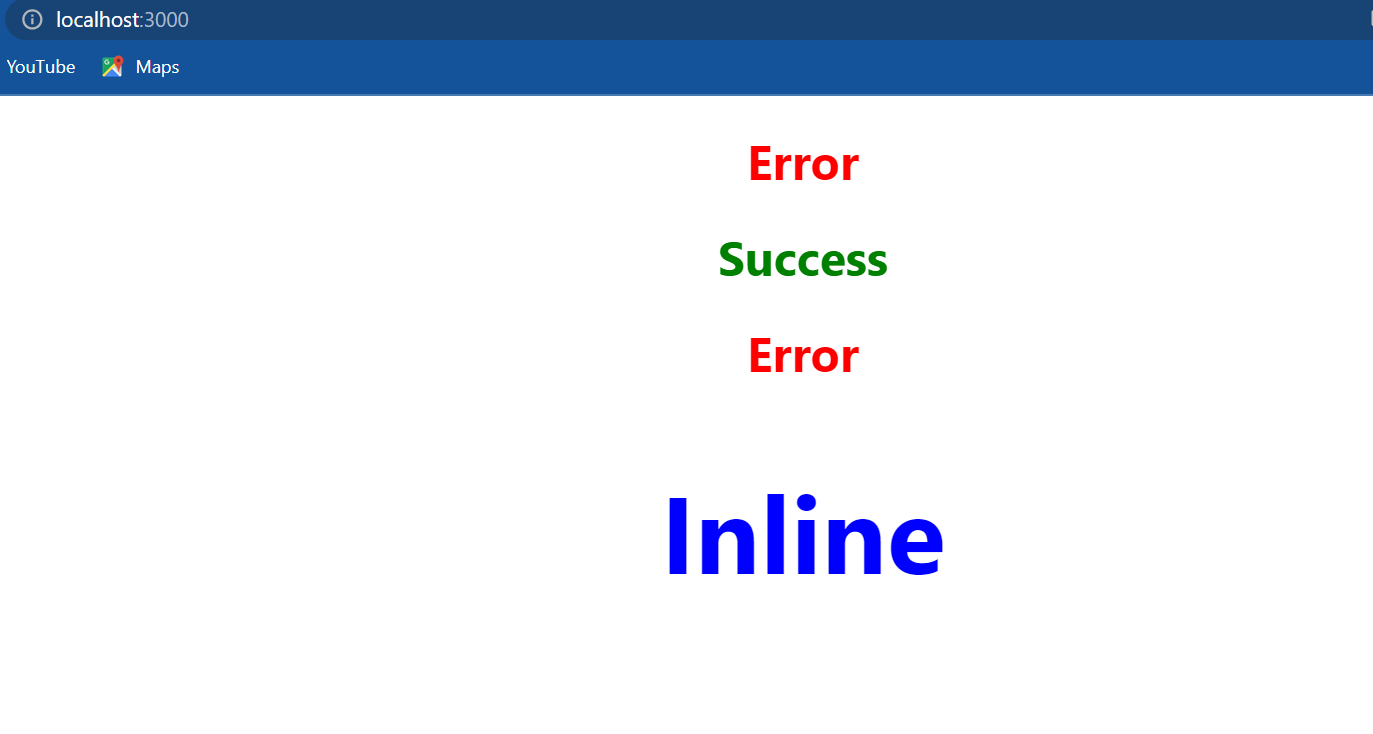 localhost:3000
YouTube Maps
Error
Success
Error
Inline